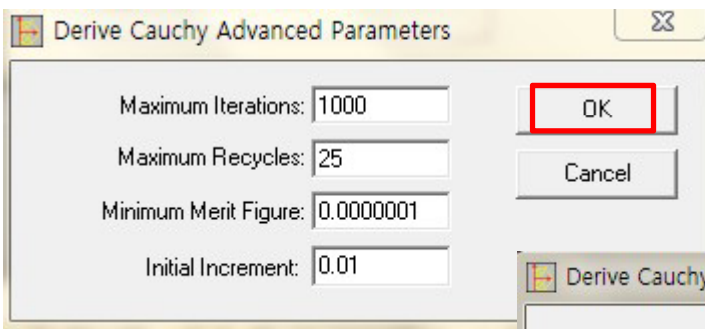 Derive Cauchy Advanced Parameters
Maximum Iterations: 1000
OK
Maximum Recycles: 25
Cancel
Minimum Merit Figure: 0.0000001
Initial Increment: 0.01
Derive Cauchy